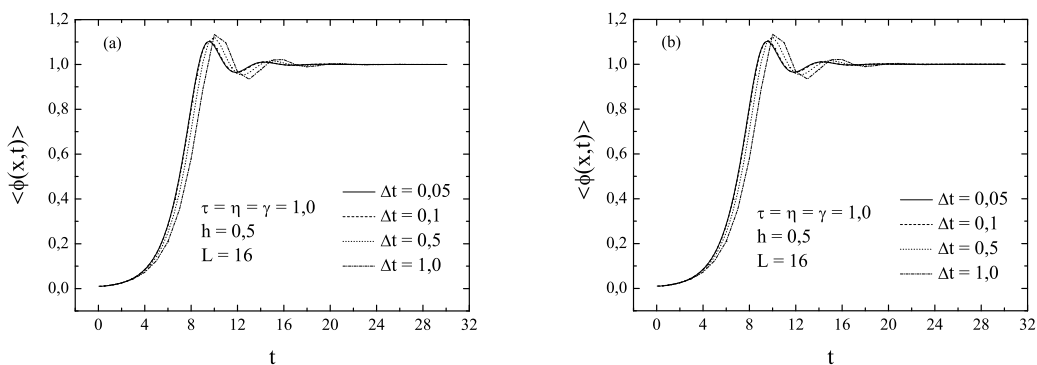 (a)
<ϕ(x,t)>
1,2
1,0
0,8
0,6
0,4
0,2
0,0
τ = η = γ = 1,0
h = 0,5
L = 16
Δt = 0,05
Δt = 0,1
Δt = 0,5
Δt = 1,0
0 4 8 12 16 20 24 28 32
t
(b)
<ϕ(x,t)>
1,2
1,0
0,8
0,6
0,4
0,2
0,0
τ = η = γ = 1,0
h = 0,5
L = 16
Δt = 0,05
Δt = 0,1
Δt = 0,5
Δt = 1,0
0 4 8 12 16 20 24 28 32
t